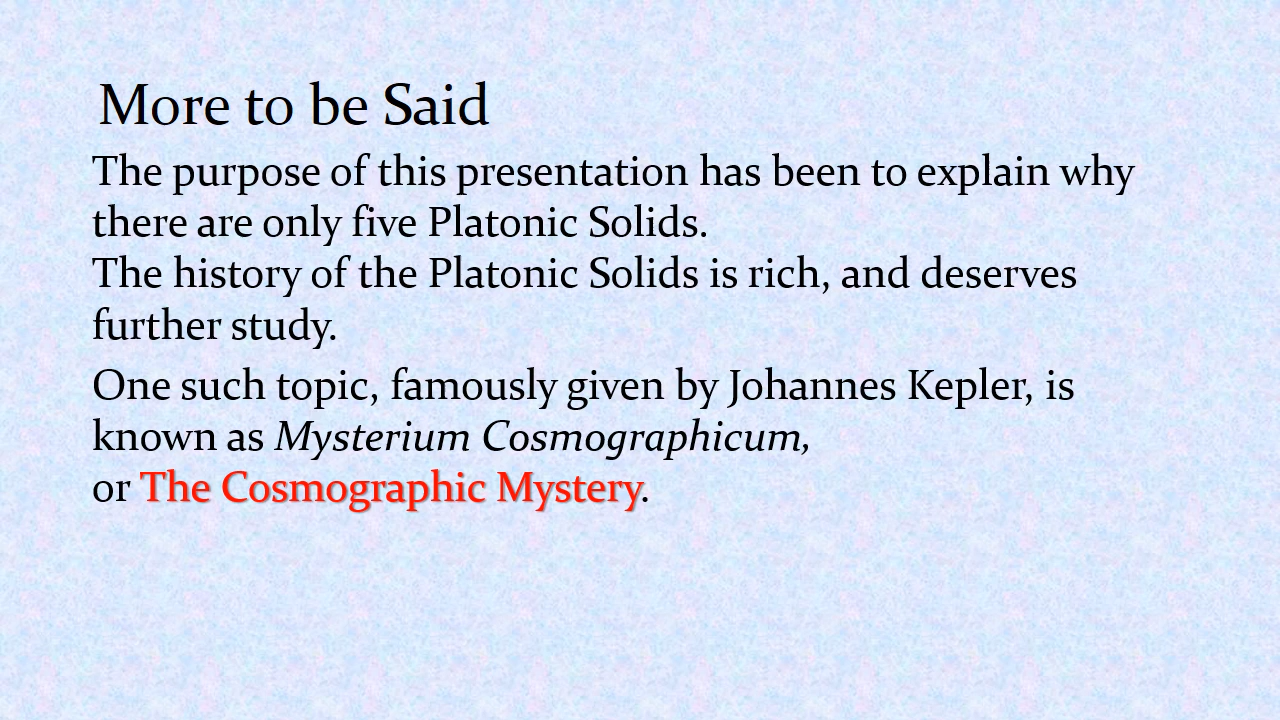 More to be Said
The purpose of this presentation has been to explain why
there are only five Platonic Solids.
The history of the Platonic Solids is rich, and deserves
further study.
One such topic, famously given by Johannes Kepler, is
known as Mysterium Cosmographicum,
or The Cosmographic Mystery.